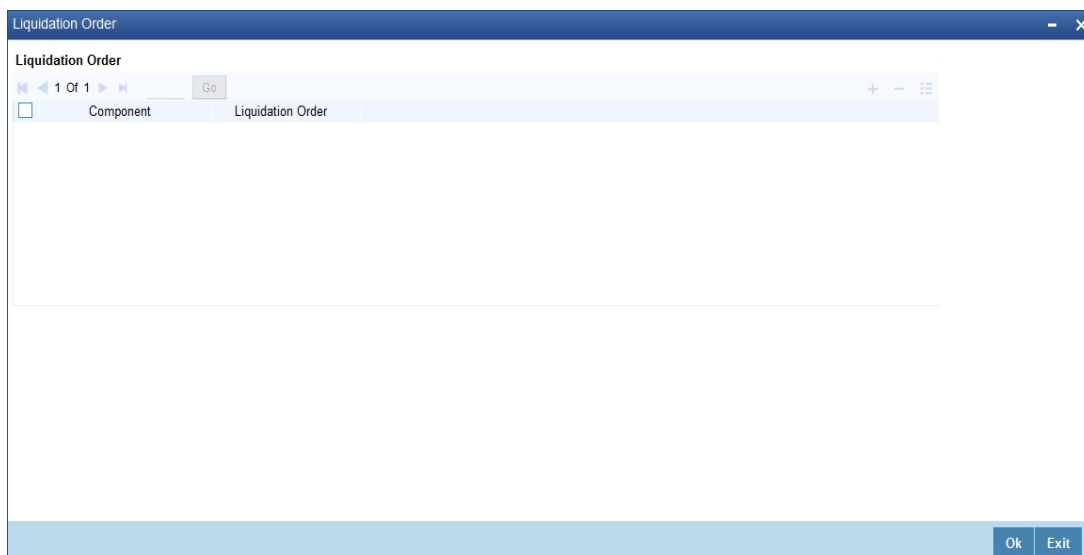 Liquidation Order
Liquidation Order
1 Of 1 Go
Component Liquidation Order
Ok Exit